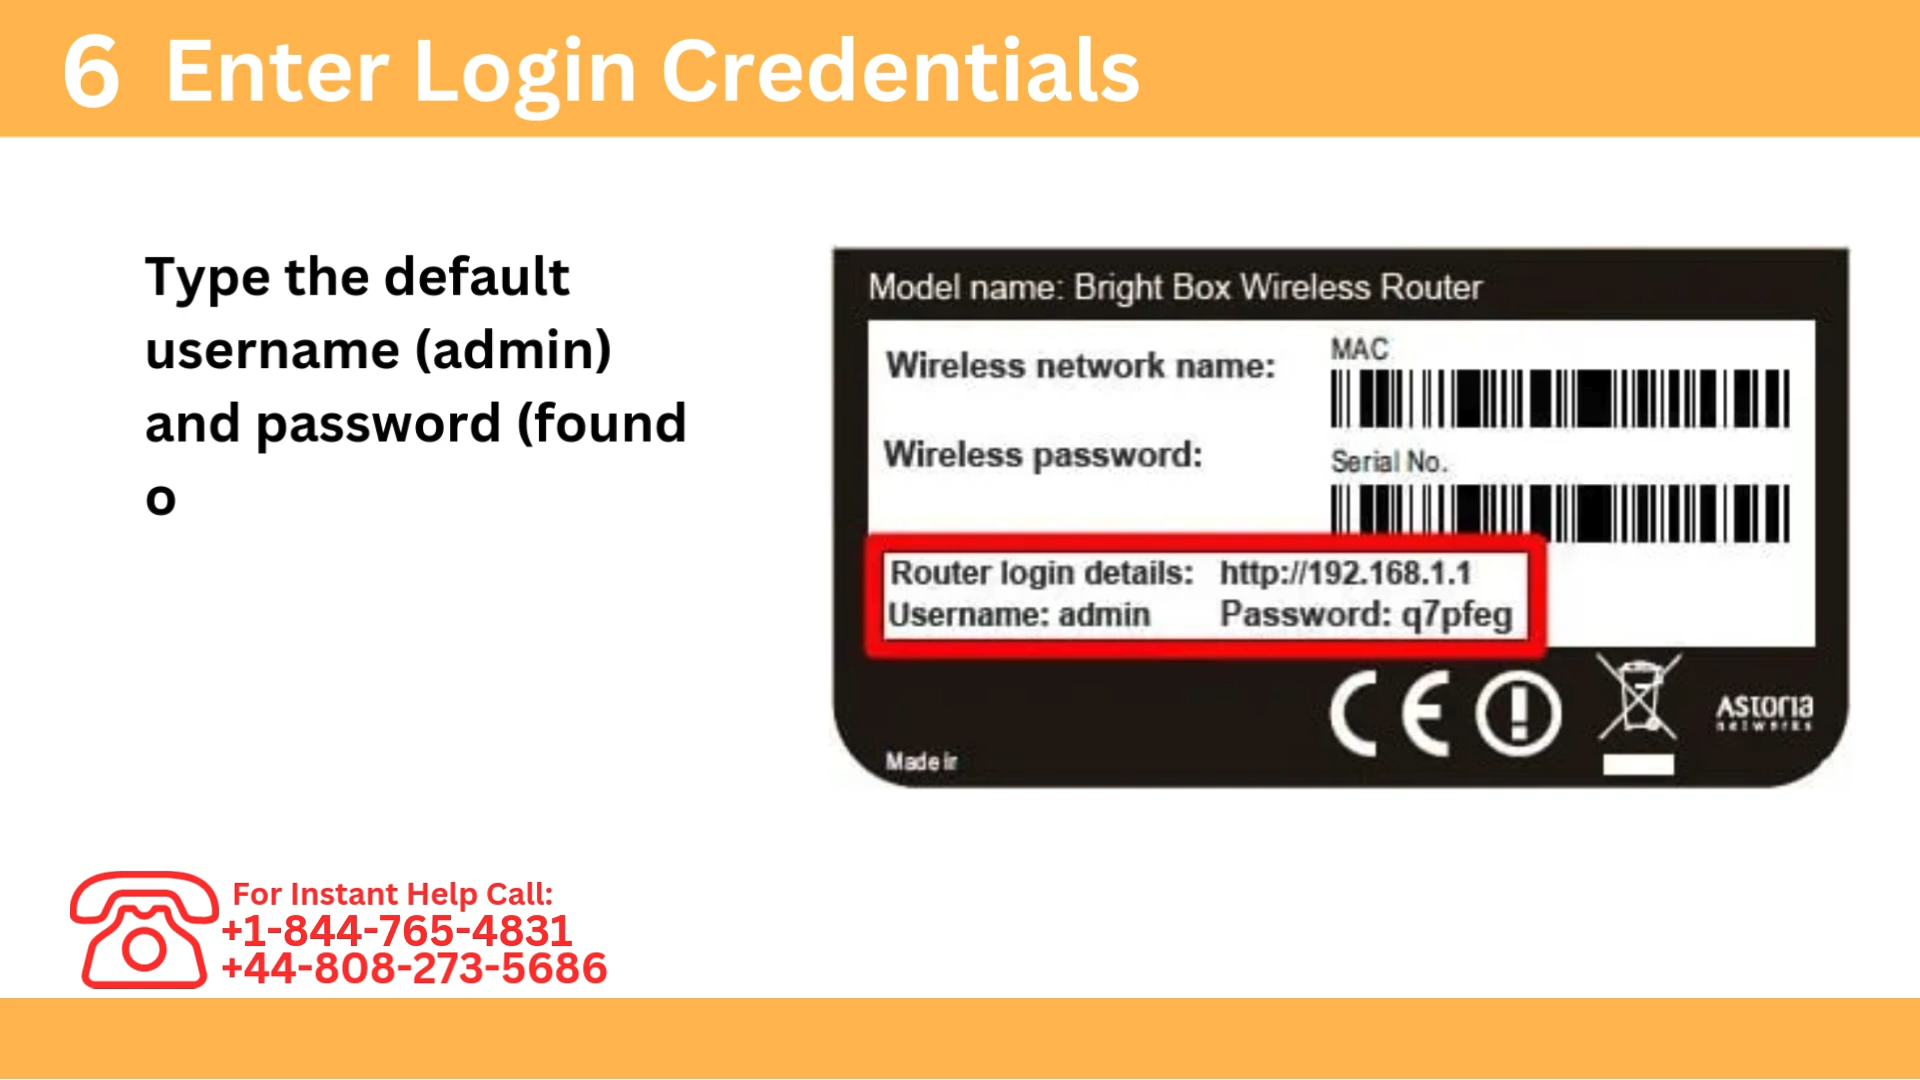 6 Enter Login Credentials
Type the default
username (admin)
and password (found
o
Model name: Bright Box Wireless Router
Wireless network name:
MAC
Wireless password:
Serial No.
Router login details: http://192.168.1.1
Username: admin Password: q7pfeg
ASTORIA
networks
Made in
For Instant Help Call:
+1-844-765-4831
+44-808-273-5686